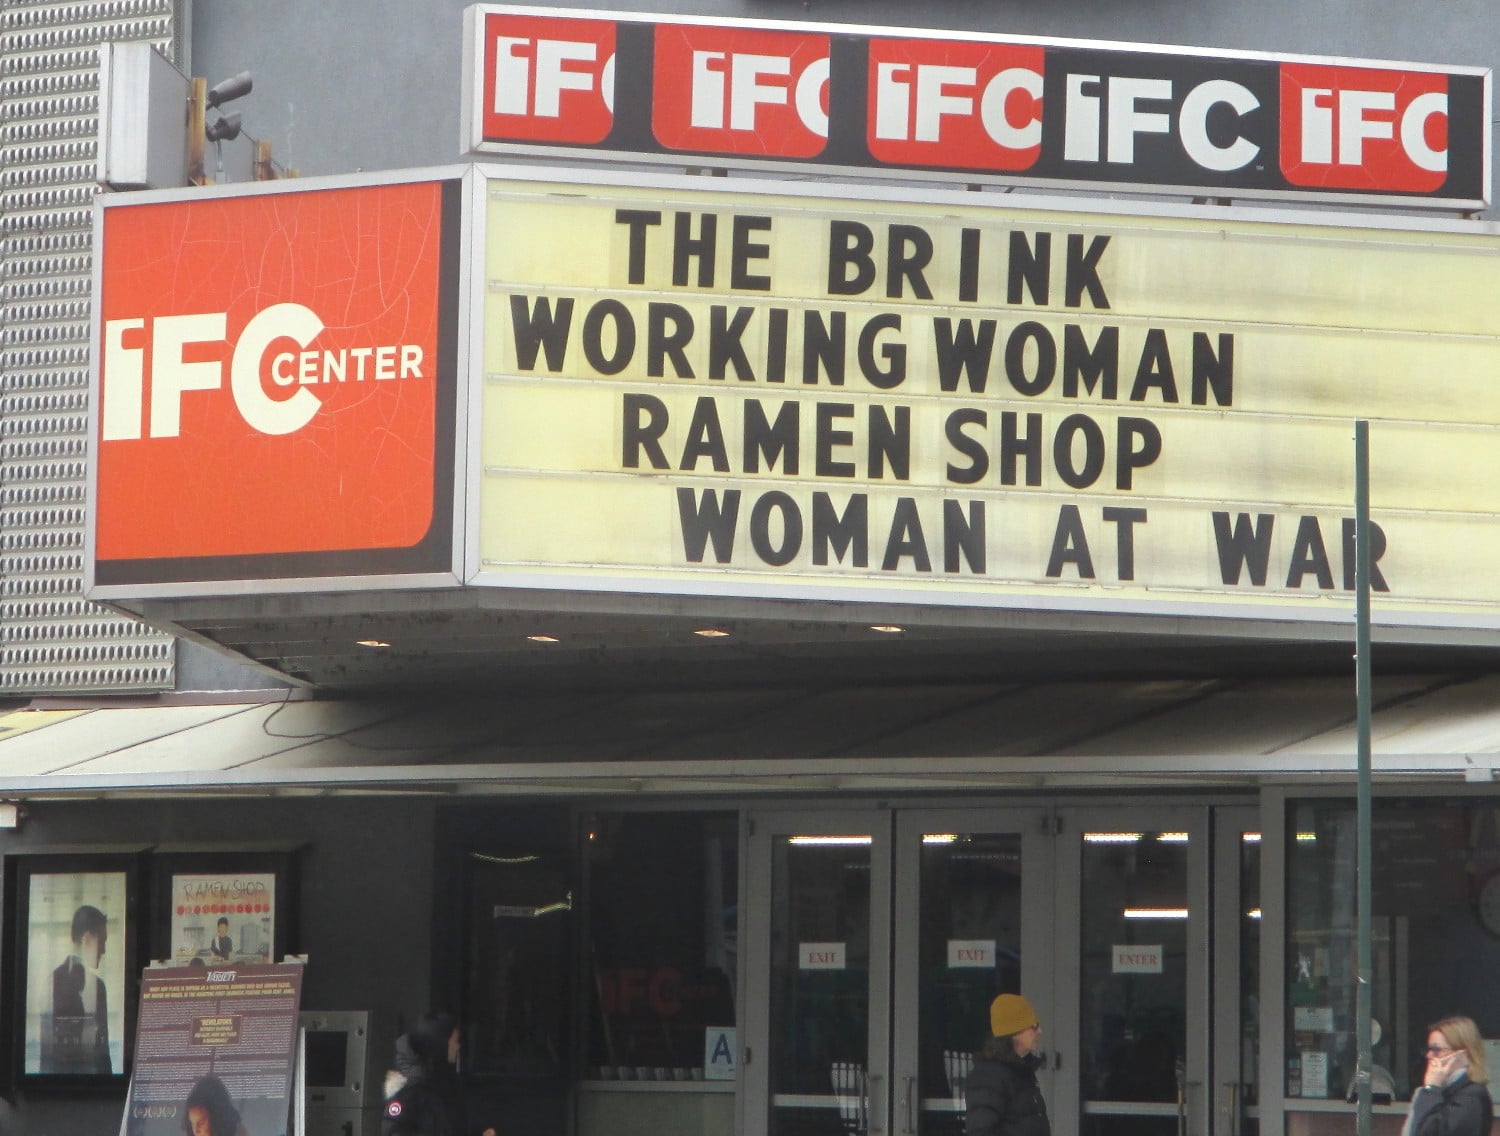 iFC
iFC
iFC
iFC
iFC
iFC CENTER
THE BRINK
WORKING WOMAN
RAMEN SHOP
WOMAN AT WAR
RAMEN SHOP
VARIETY
EXIT
EXIT
ENTER
iFC
A